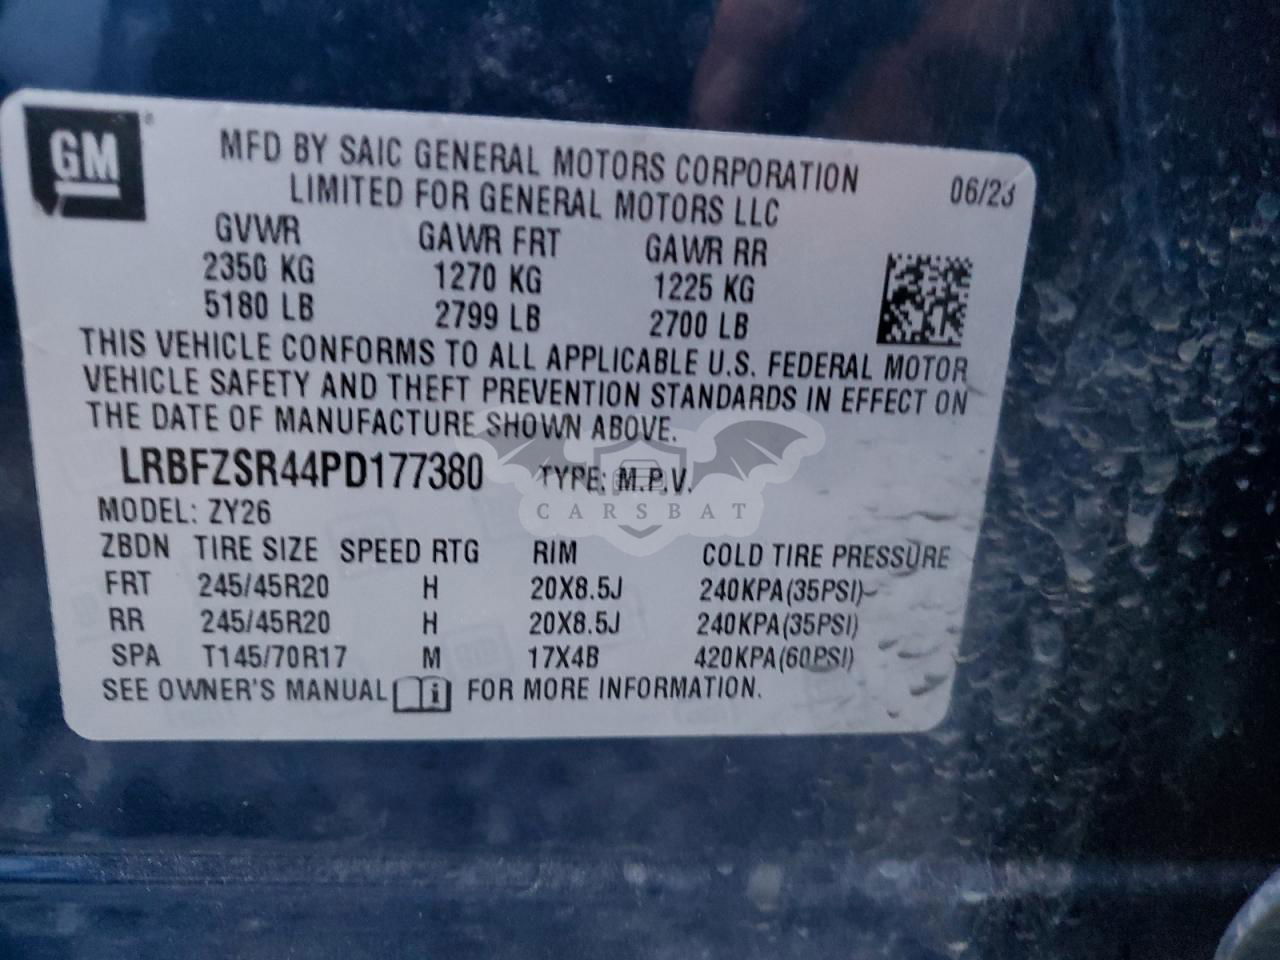 GM
MFD BY SAIC GENERAL MOTORS CORPORATION
LIMITED FOR GENERAL MOTORS LLC
06/23
GVWR GAWR FRT GAWR RR
2350 KG 1270 KG 1225 KG
5180 LB 2799 LB 2700 LB
THIS VEHICLE CONFORMS TO ALL APPLICABLE U.S. FEDERAL MOTOR
VEHICLE SAFETY AND THEFT PREVENTION STANDARDS IN EFFECT ON
THE DATE OF MANUFACTURE SHOWN ABOVE.
LRBFZSR44PD177380 TYPE: M.P.V.
CARSBAT
MODEL: ZY26
ZBDN TIRE SIZE SPEED RTG RIM COLD TIRE PRESSURE
FRT 245/45R20 H 20X8.5J 240KPA(35PSI)
RR 245/45R20 H 20X8.5J 240KPA(35PSI)
SPA T145/70R17 M 17X4B 420KPA(60PSI)
SEE OWNER'S MANUAL i FOR MORE INFORMATION.